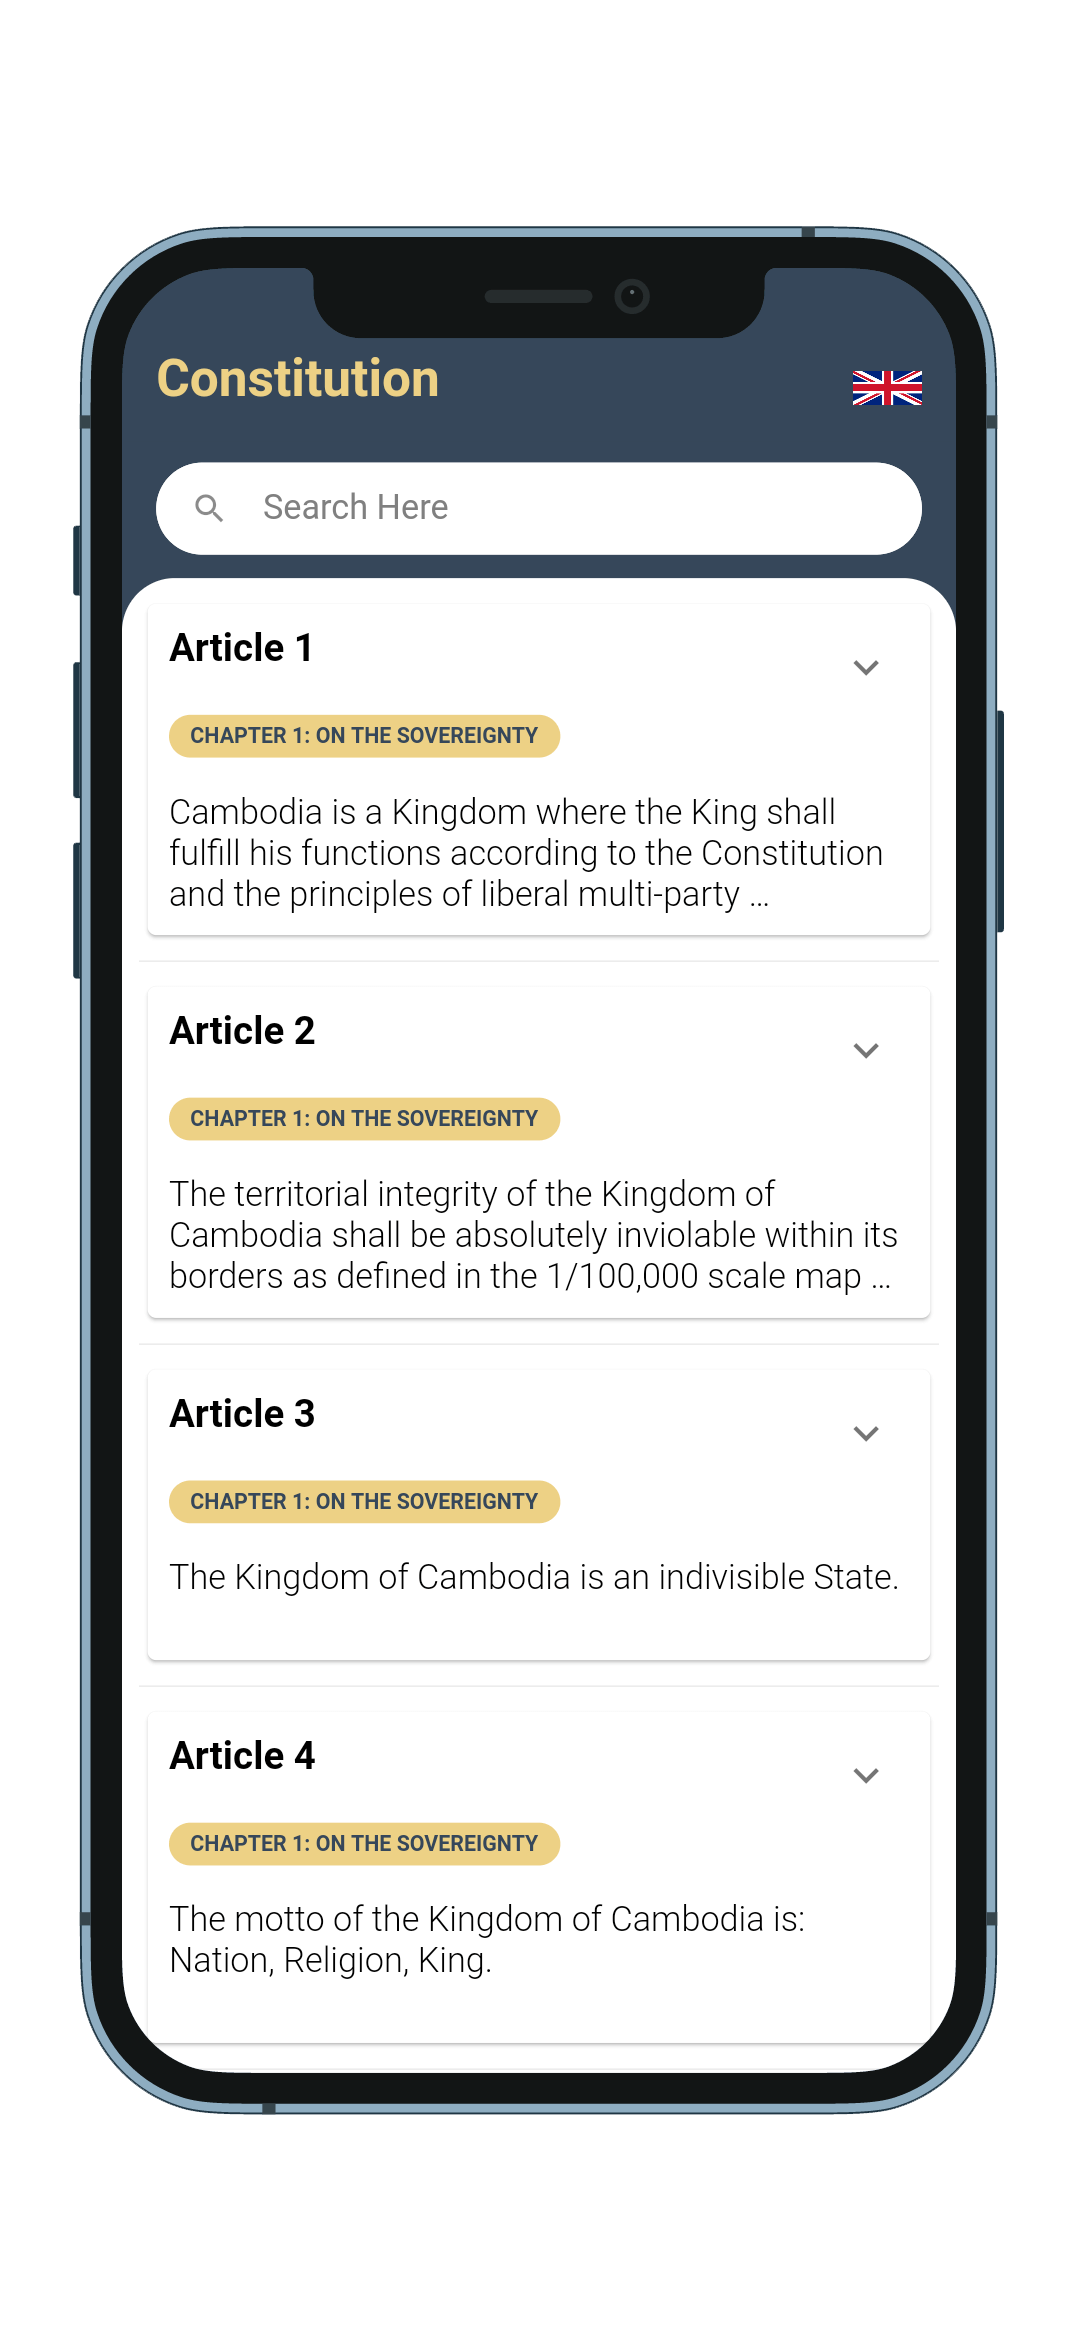 Constitution
Search Here
Article 1
CHAPTER 1: ON THE SOVEREIGNTY
Cambodia is a Kingdom where the King shall
fulfill his functions according to the Constitution
and the principles of liberal multi-party ...
Article 2
CHAPTER 1: ON THE SOVEREIGNTY
The territorial integrity of the Kingdom of
Cambodia shall be absolutely inviolable within its
borders as defined in the 1/100,000 scale map ...
Article 3
CHAPTER 1: ON THE SOVEREIGNTY
The Kingdom of Cambodia is an indivisible State.
Article 4
CHAPTER 1: ON THE SOVEREIGNTY
The motto of the Kingdom of Cambodia is:
Nation, Religion, King.